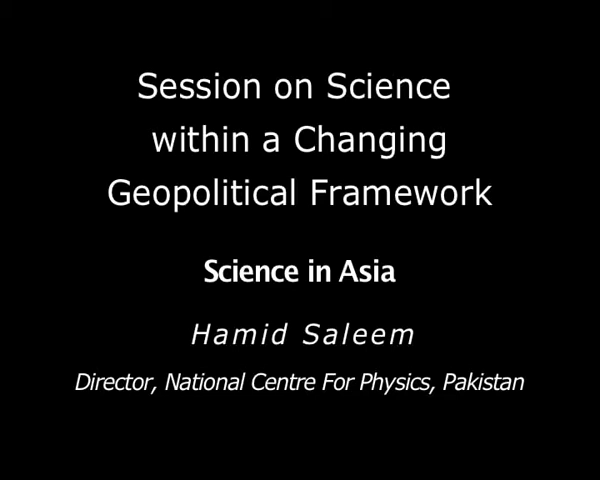 Session on Science
within a Changing
Geopolitical Framework
Science in Asia
Hamid Saleem
Director, National Centre For Physics, Pakistan